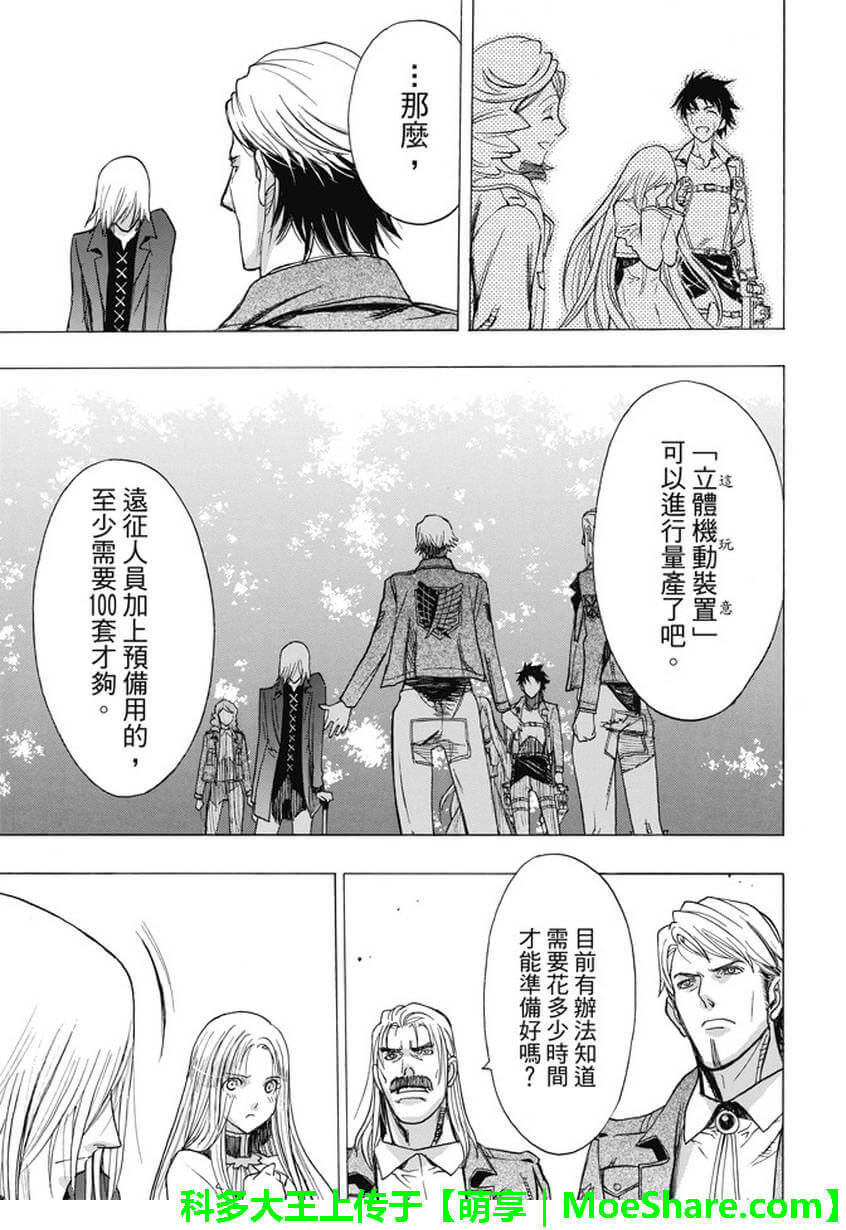 …那麼，
「立體機動裝置」
這玩意
可以進行量產了吧。
遠征人員加上預備用的，
至少需要100套才夠。
目前有辦法知道
需要花多少時間
才能準備好嗎？
科多大王上传于【萌享｜MoeShare.com】